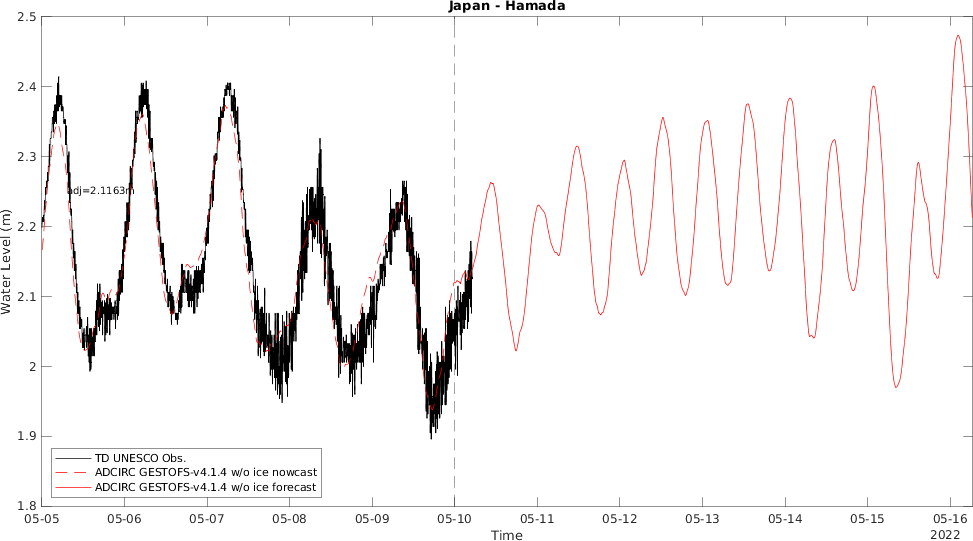 Japan - Hamada
2.5
2.4
2.3
2.2
2.1
2
1.9
1.8
Water Level (m)
adj=2.1163m
TD UNESCO Obs.
ADCIRC GESTOFS-v4.1.4 w/o ice nowcast
ADCIRC GESTOFS-v4.1.4 w/o ice forecast
05-05 05-06 05-07 05-08 05-09 05-10 05-11 05-12 05-13 05-14 05-15 05-16
Time
2022